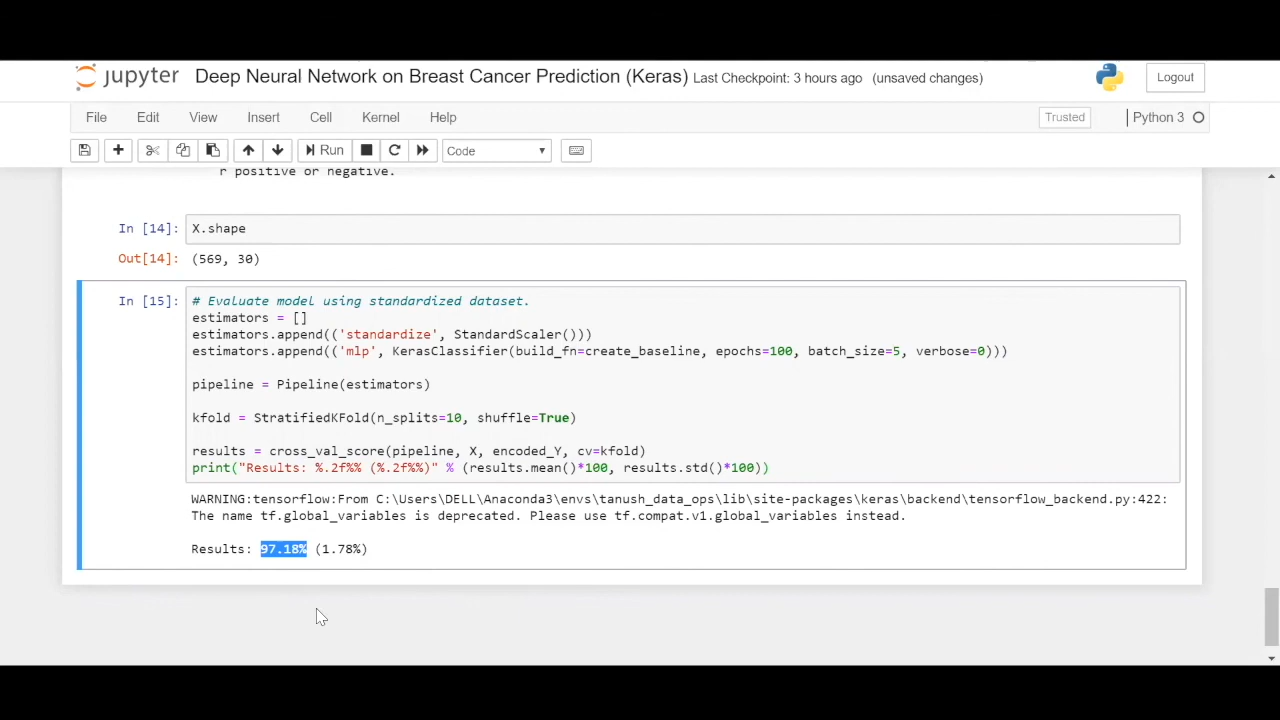 jupyter Deep Neural Network on Breast Cancer Prediction (Keras) Last Checkpoint: 3 hours ago (unsaved changes) Logout
File Edit View Insert Cell Kernel Help Trusted Python 3
Run Code
r positive or negative.
In [14]: X.shape
Out[14]: (569, 30)
In [15]: # Evaluate model using standardized dataset.
estimators = []
estimators.append(('standardize', StandardScaler()))
estimators.append(('mlp', KerasClassifier(build_fn=create_baseline, epochs=100, batch_size=5, verbose=0)))
pipeline = Pipeline(estimators)
kfold = StratifiedKFold(n_splits=10, shuffle=True)
results = cross_val_score(pipeline, X, encoded_Y, cv=kfold)
print("Results: %.2f%% (%.2f%%)" % (results.mean()*100, results.std()*100))
WARNING:tensorflow:From C:\Users\DELL\Anaconda3\envs\tanush_data_ops\lib\site-packages\keras\backend\tensorflow_backend.py:422:
The name tf.global_variables is deprecated. Please use tf.compat.v1.global_variables instead.
Results: 97.18% (1.78%)